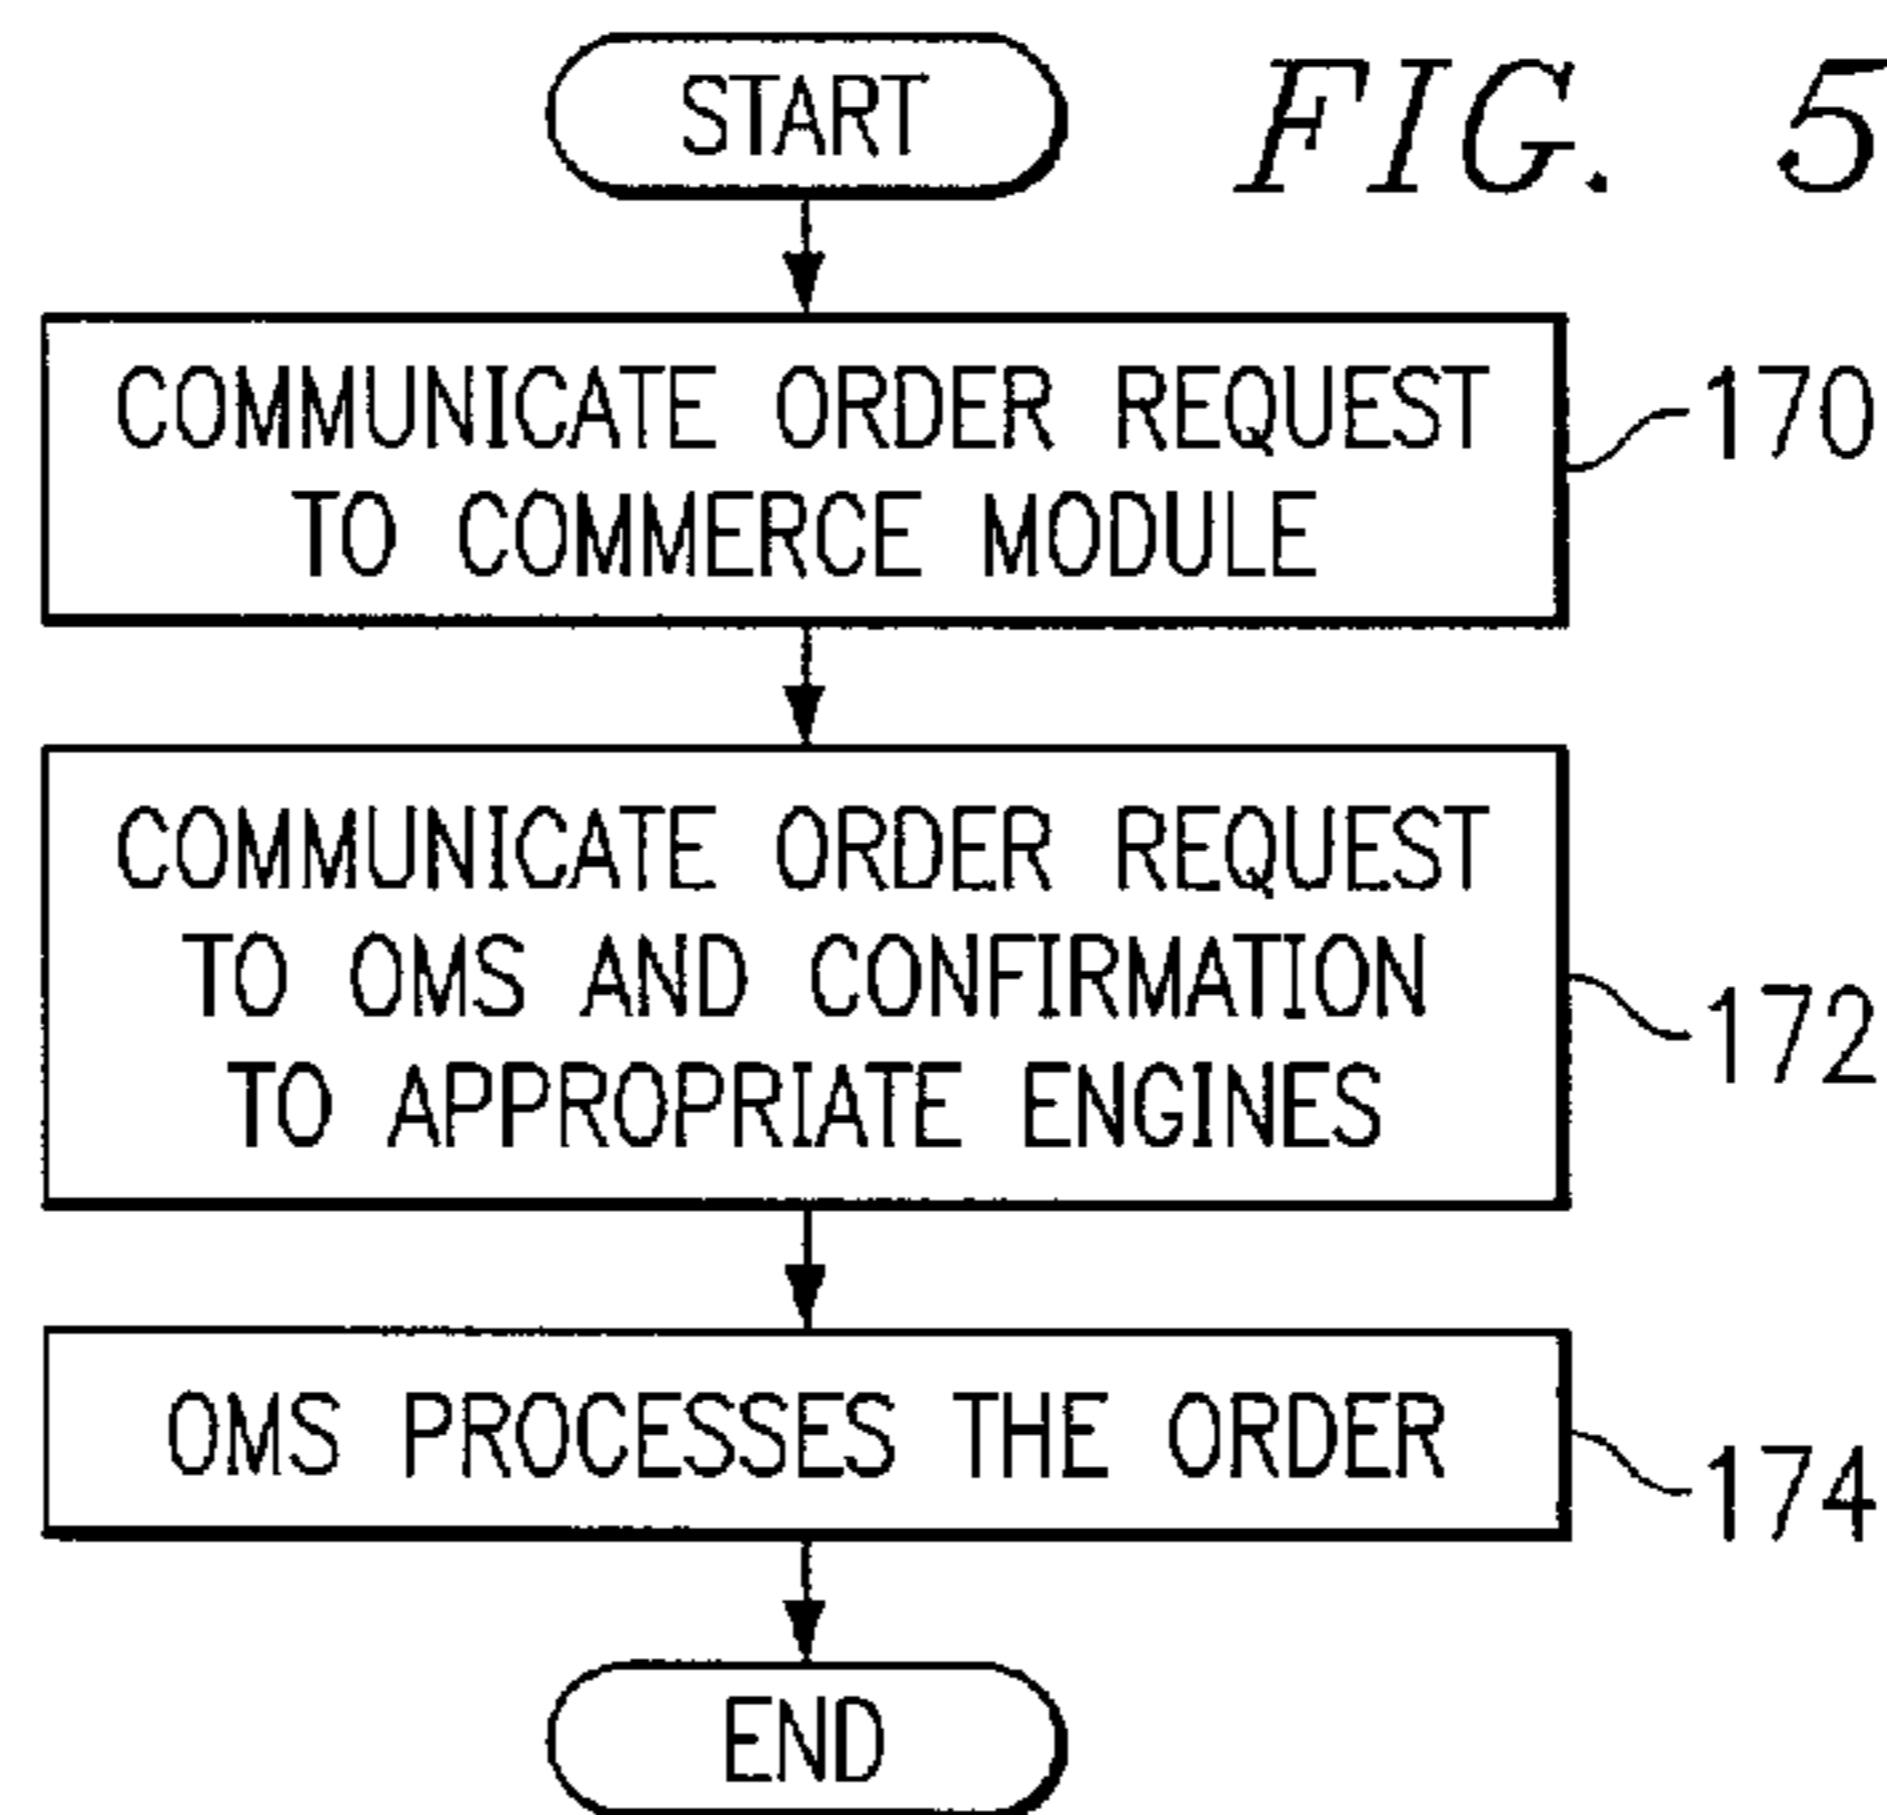 START
FIG. 5
COMMUNICATE ORDER REQUEST
TO COMMERCE MODULE
170
COMMUNICATE ORDER REQUEST
TO OMS AND CONFIRMATION
TO APPROPRIATE ENGINES
172
OMS PROCESSES THE ORDER
174
END